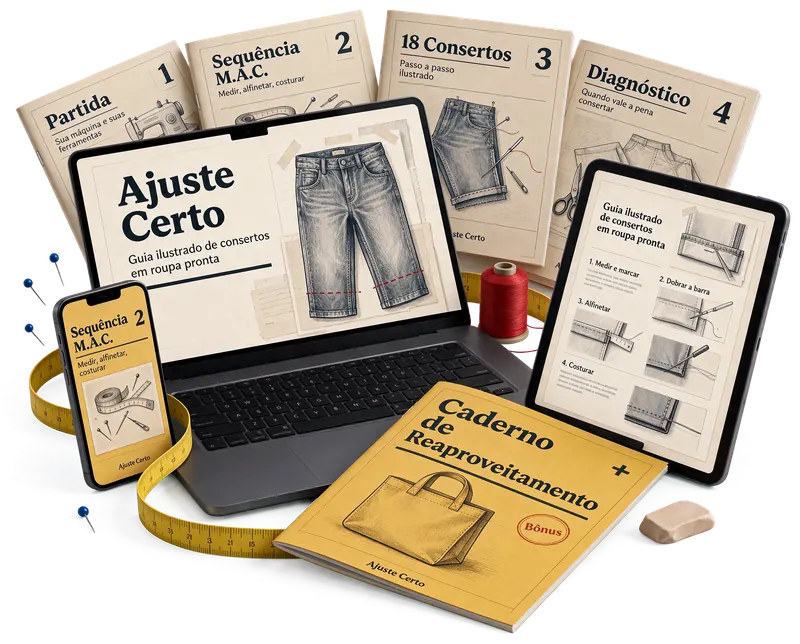 Partida
1
Sua máquina e suas
ferramentas
Sequência
M.A.C.
2
Medir, alfinetar, costurar
18 Consertos
3
Passo a passo
ilustrado
Ajuste Certo
Diagnóstico
4
Quando vale a pena
consertar
Ajuste
Certo
Guia ilustrado de consertos
em roupa pronta
Sequência
M.A.C.
2
Medir, alfinetar,
costurar
Ajuste Certo
Guia ilustrado
de consertos
em roupa pronta
1. Medir e marcar
2. Dobrar a barra
3. Alfinetar
4. Costurar
Caderno
de
Reaproveitamento
+
Bônus
Ajuste Certo